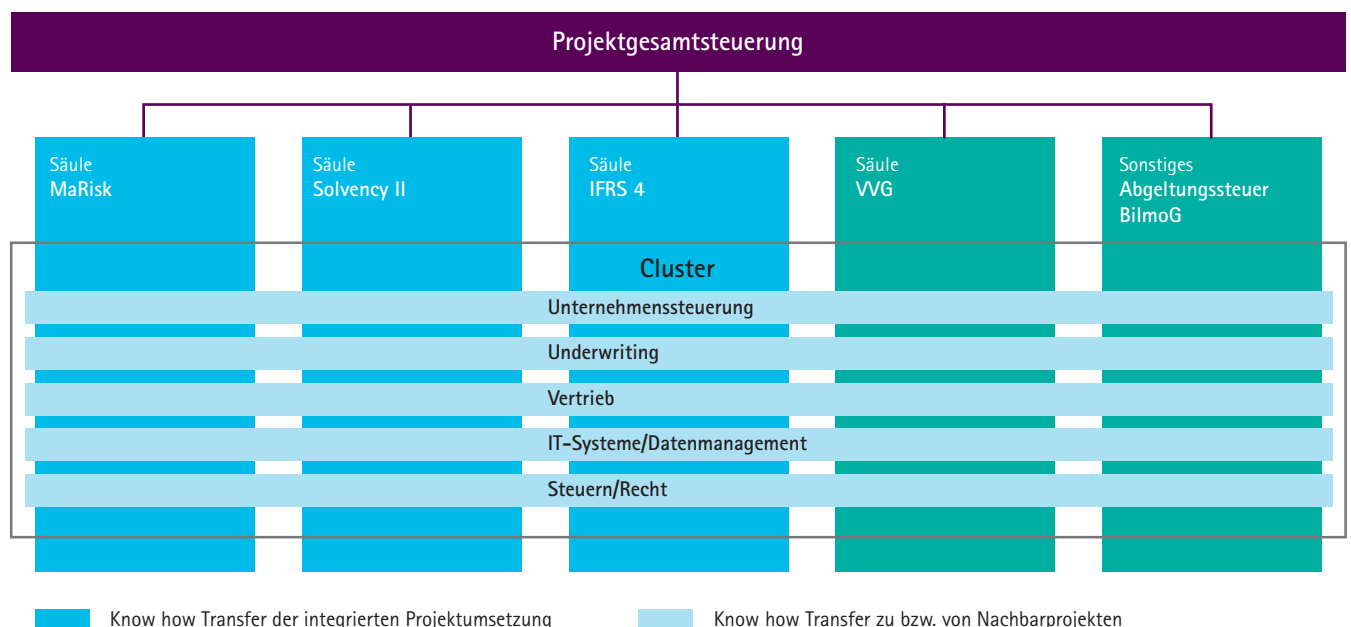 Projektgesamtsteuerung
Säule
MaRisk
Säule
Solvency II
Säule
IFRS 4
Säule
VVG
Sonstiges
Abgeltungssteuer
BilmoG
Cluster
Unternehmenssteuerung
Underwriting
Vertrieb
IT-Systeme/Datenmanagement
Steuern/Recht
Know how Transfer der integrierten Projektumsetzung
Know how Transfer zu bzw. von Nachbarprojekten